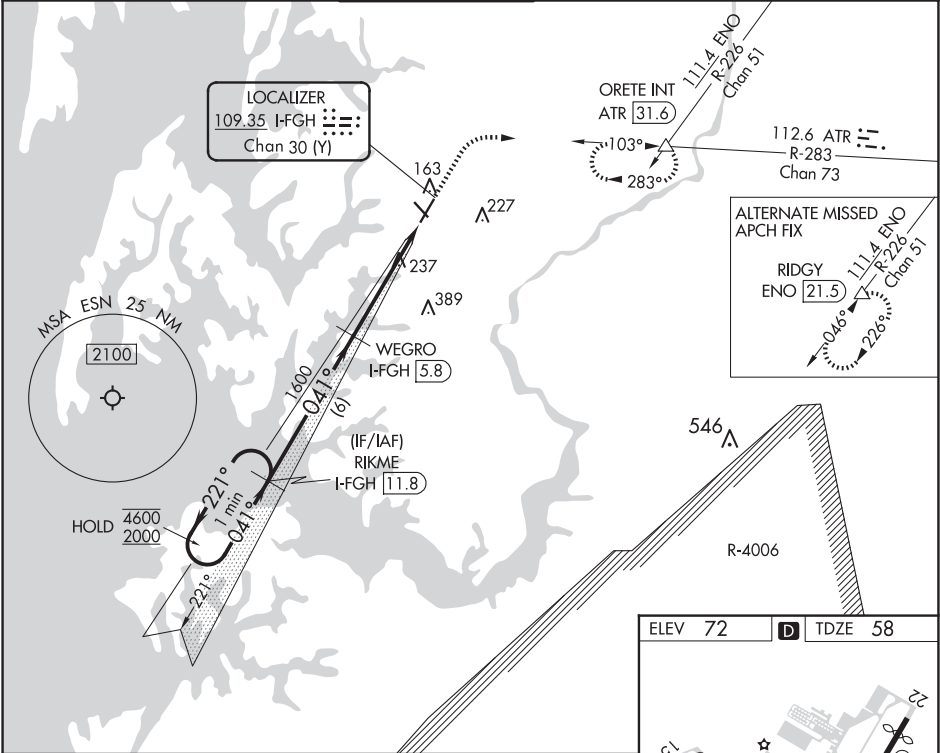 LOCALIZER
109.35 I-FGH
Chan 30 (Y)
163
227
237
389
ORETE INT
ATR 31.6
111.4 ENO
R-226
Chan 51
103°
283°
112.6 ATR
R-283
Chan 73
ALTERNATE MISSED
APCH FIX
RIDGY
ENO 21.5
111.4 ENO
R-226
Chan 51
046°
226°
MSA ESN 25 NM
2100
WEGRO
I-FGH 5.8
1600
041°
(6)
(IF/IAF)
RIKME
I-FGH 11.8
221°
1 min
041°
HOLD 4600
2000
221°
546
R-4006
ELEV 72 D TDZE 58
22